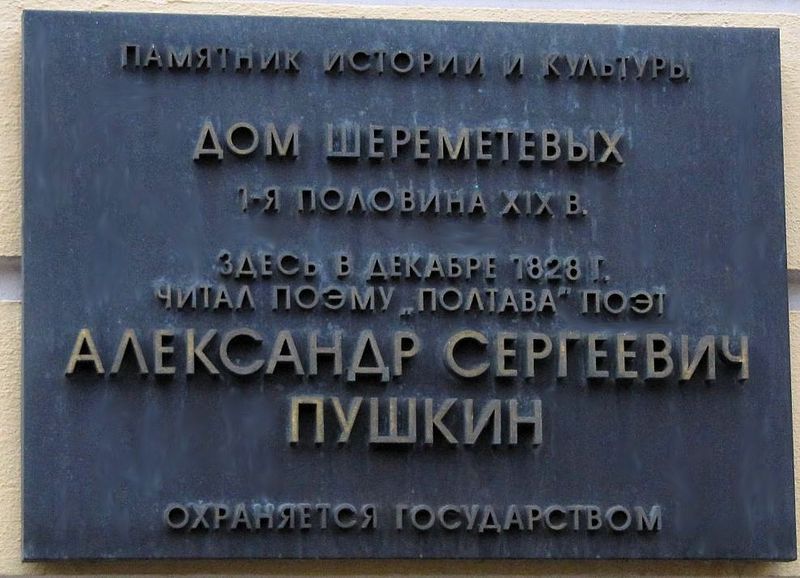 ПАМЯТНИК ИСТОРИИ И КУЛЬТУРЫ
ДОМ ШЕРЕМЕТЕВЫХ
1-Я ПОЛОВИНА XIX В.
ЗДЕСЬ В ДЕКАБРЕ 1828 Г.
ЧИТАЛ ПОЭМУ „ПОЛТАВА" ПОЭТ
АЛЕКСАНДР СЕРГЕЕВИЧ
ПУШКИН
ОХРАНЯЕТСЯ ГОСУДАРСТВОМ